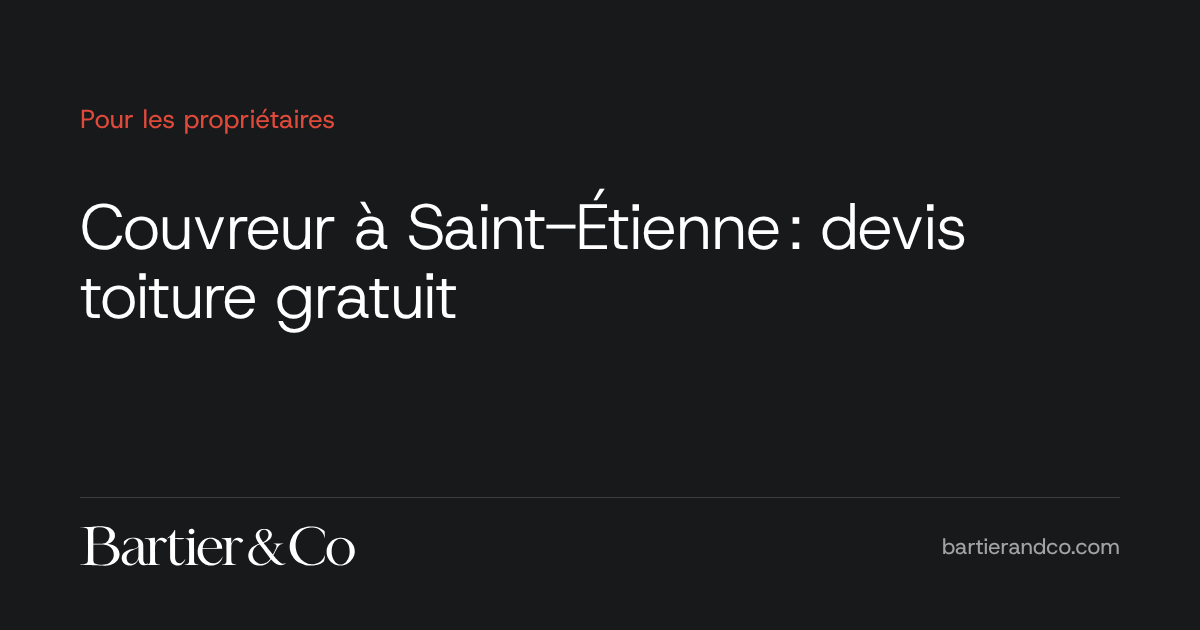 Pour les propriétaires
Couvreur à Saint-Étienne : devis
toiture gratuit
Bartier & Co
bartierandco.com